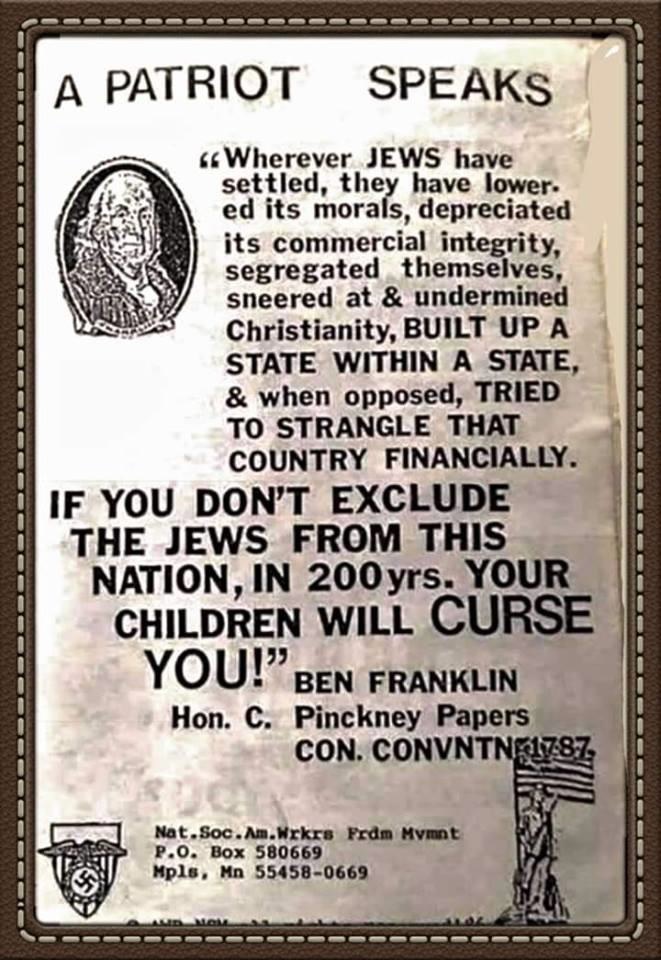 A PATRIOT SPEAKS
“Wherever JEWS have
settled, they have lower-
ed its morals, depreciated
its commercial integrity,
segregated themselves,
sneered at & undermined
Christianity, BUILT UP A
STATE WITHIN A STATE,
& when opposed, TRIED
TO STRANGLE THAT
COUNTRY FINANCIALLY.
IF YOU DON'T EXCLUDE
THE JEWS FROM THIS
NATION, IN 200 yrs. YOUR
CHILDREN WILL CURSE
YOU!” BEN FRANKLIN
Hon. C. Pinckney Papers
CON. CONVNTN 1787.
Nat.Soc.Am.Wrkrs Frdm Mvmnt
P.O. Box 580669
Mpls, Mn 55458-0669